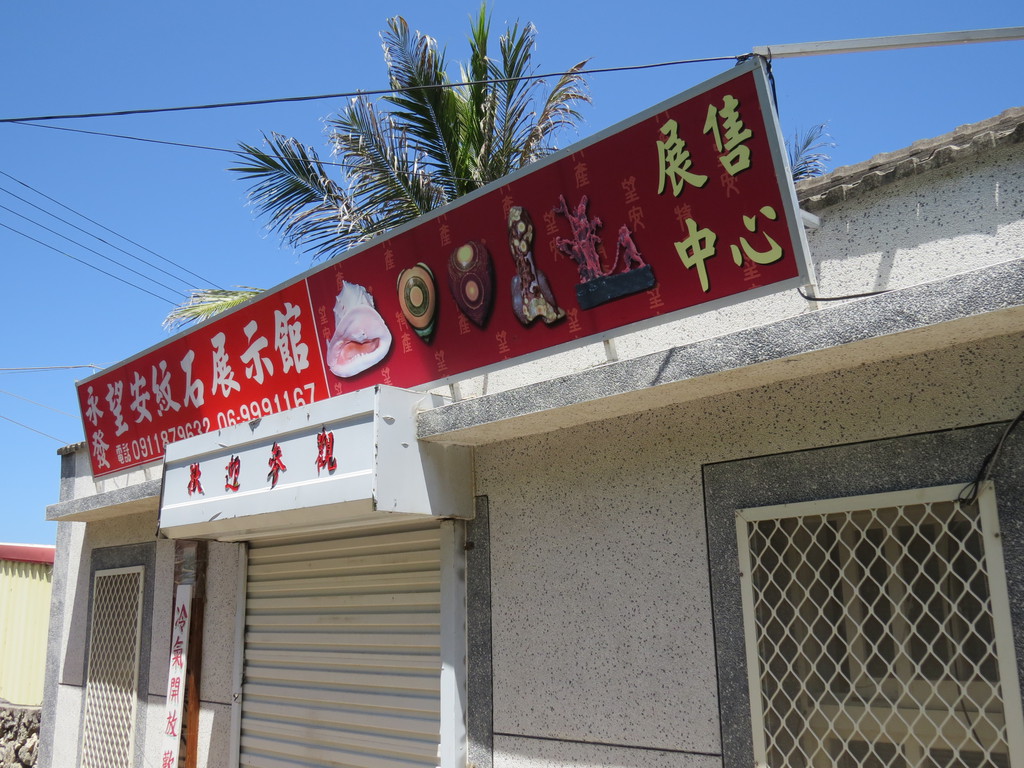 永發
望安紋石展示館
電話 0911879632 06-9991167
展售
中心
歡迎參觀
冷氣開放 歡